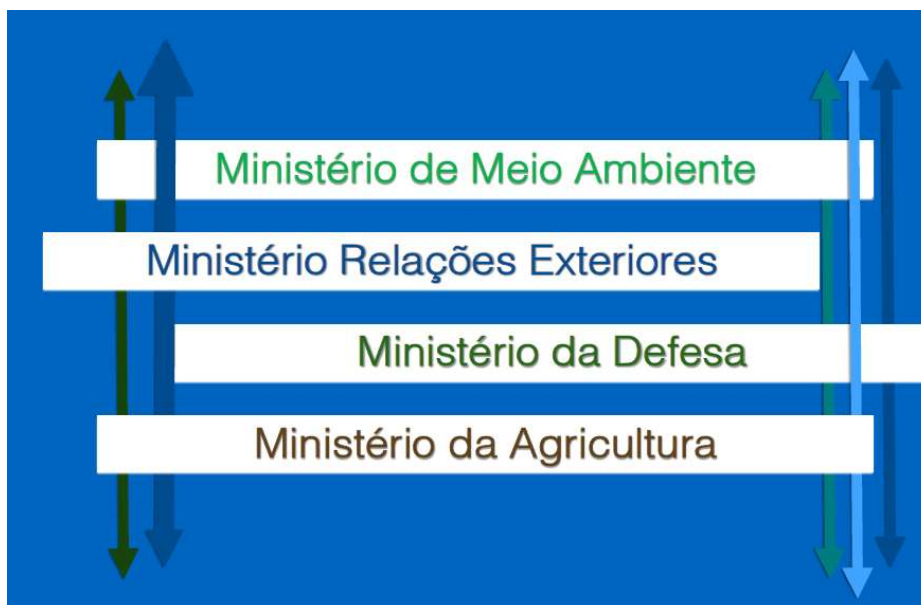 Ministério de Meio Ambiente
Ministério Relações Exteriores
Ministério da Defesa
Ministério da Agricultura